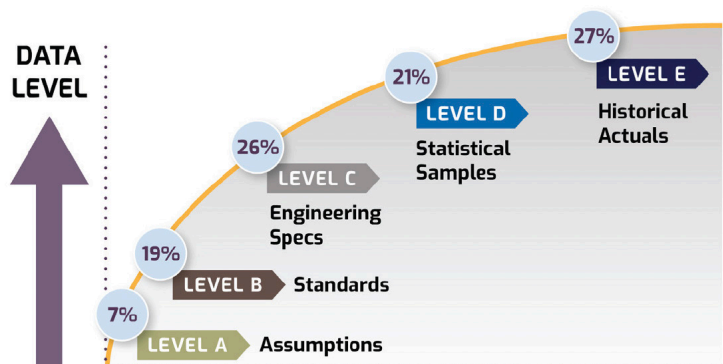 DATA
LEVEL
27%
LEVEL E
Historical
Actuals
21%
LEVEL D
Statistical
Samples
26%
LEVEL C
Engineering
Specs
19%
LEVEL B Standards
7%
LEVEL A Assumptions